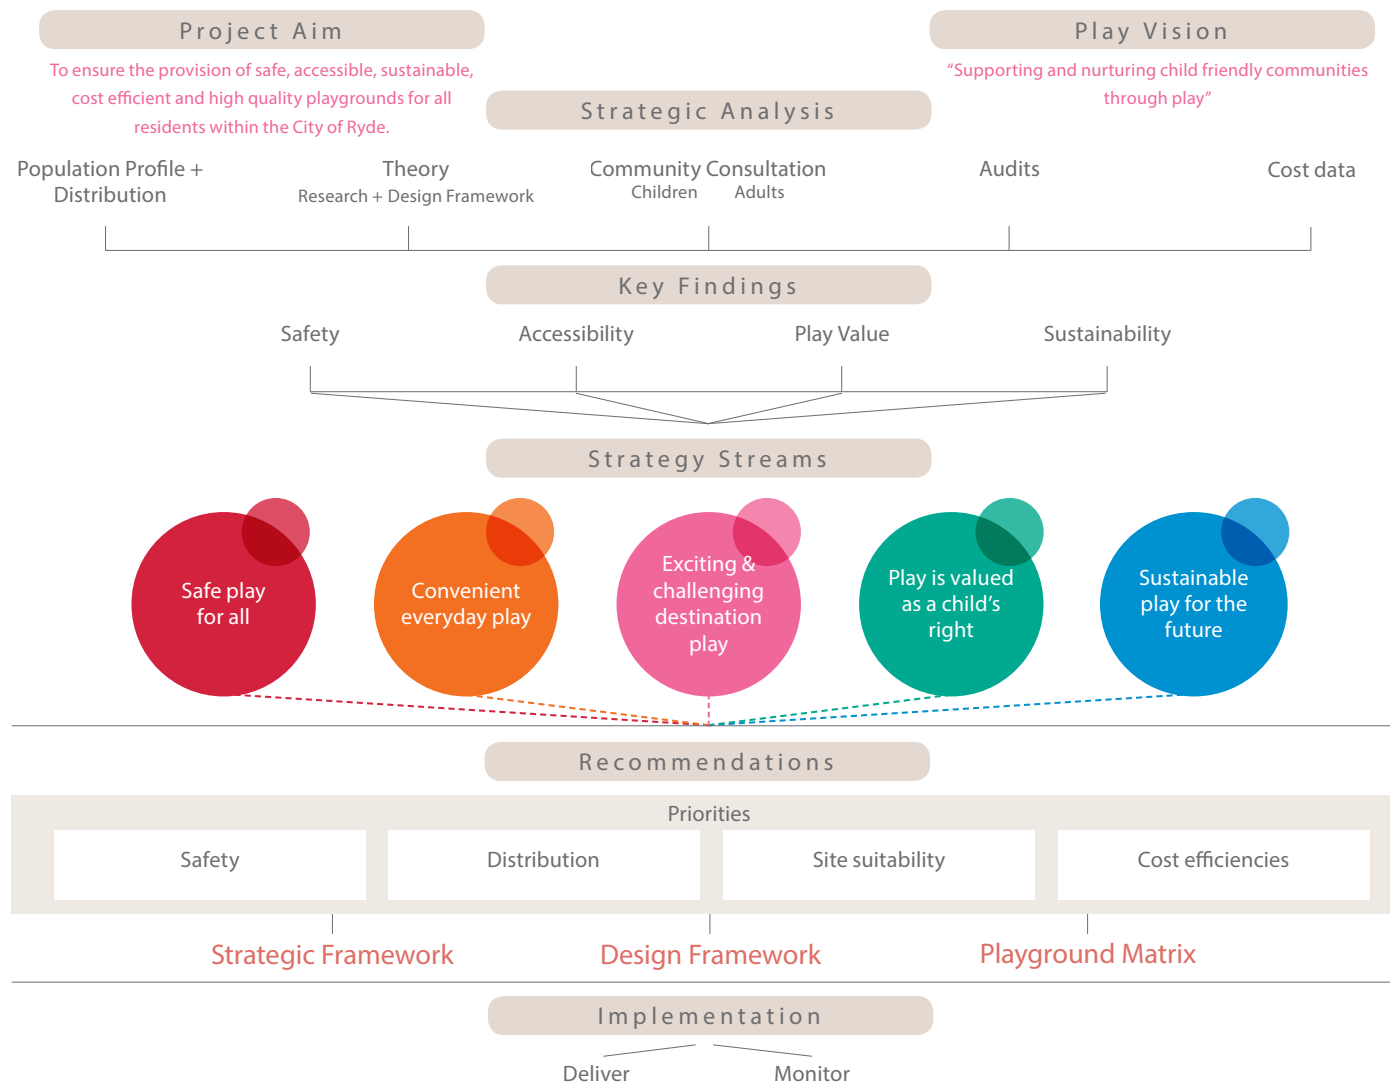 Project Aim
To ensure the provision of safe, accessible, sustainable,
cost efficient and high quality playgrounds for all
residents within the City of Ryde.
Play Vision
“Supporting and nurturing child friendly communities
through play”
Strategic Analysis
Population Profile +
Distribution
Theory
Research + Design Framework
Community Consultation
Children Adults
Audits
Cost data
Key Findings
Safety
Accessibility
Play Value
Sustainability
Strategy Streams
Safe play
for all
Convenient
everyday play
Exciting &
challenging
destination
play
Play is valued
as a child’s
right
Sustainable
play for the
future
Recommendations
Priorities
Safety
Distribution
Site suitability
Cost efficiencies
Strategic Framework
Design Framework
Playground Matrix
Implementation
Deliver
Monitor